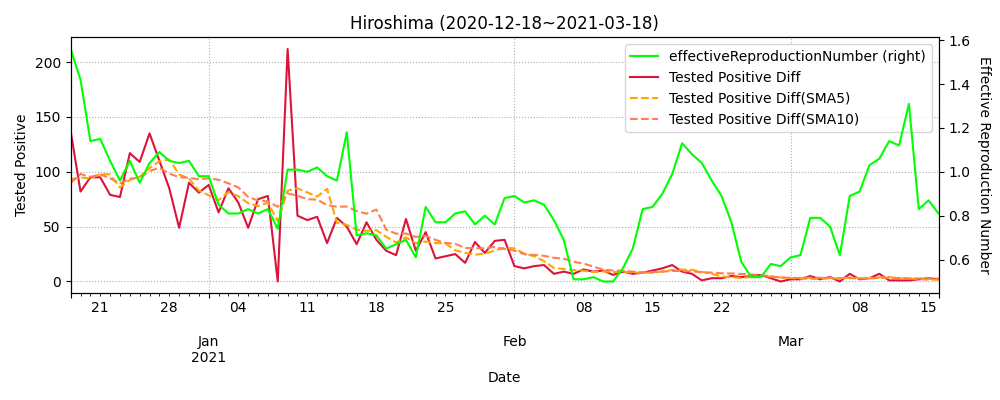 Hiroshima (2020-12-18~2021-03-18)
effectiveReproductionNumber (right)
Tested Positive Diff
Tested Positive Diff(SMA5)
Tested Positive Diff(SMA10)
Tested Positive
200
150
100
50
0
Effective Reproduction Number
1.6
1.4
1.2
1.0
0.8
0.6
21 28 04 11 18 25 08 15 22 08 15
Jan Feb Mar
2021
Date